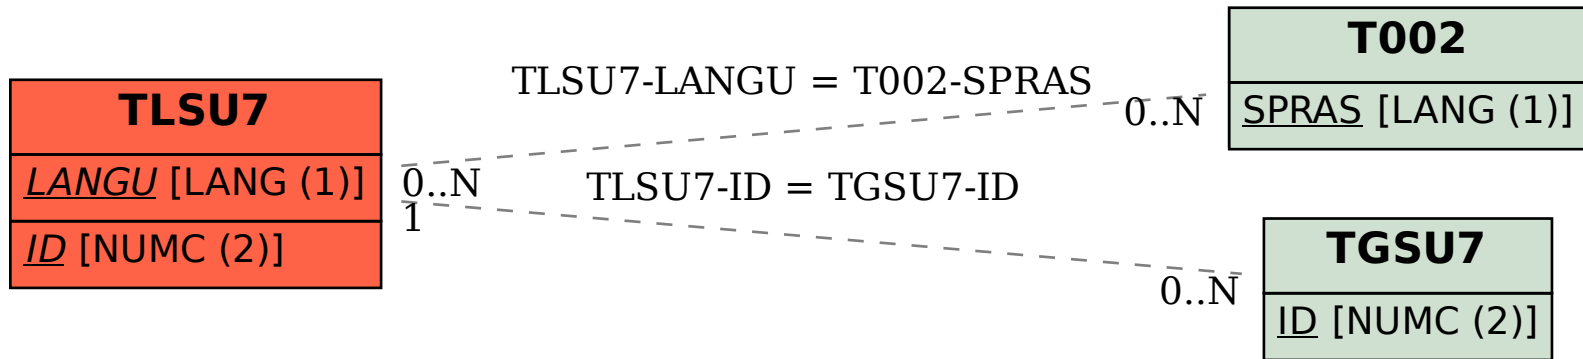 TLSU7
LANGU [LANG (1)]
ID [NUMC (2)]
TLSU7-LANGU = T002-SPRAS
0..N
0..N
TLSU7-ID = TGSU7-ID
1
0..N
T002
SPRAS [LANG (1)]
TGSU7
ID [NUMC (2)]